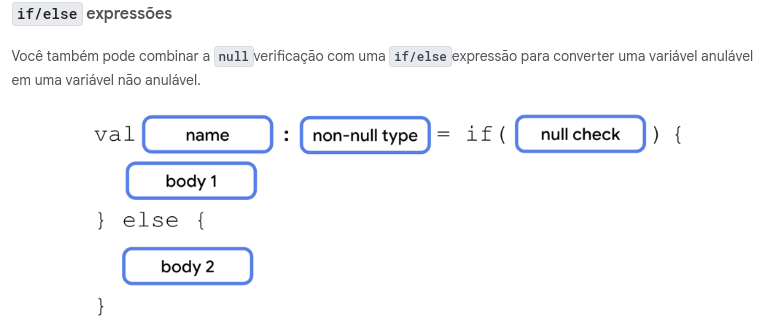 if/else expressões
Você também pode combinar a null verificação com uma if/else expressão para converter uma variável anulável
em uma variável não anulável.
val name : non-null type = if( null check ) {
body 1
} else {
body 2
}